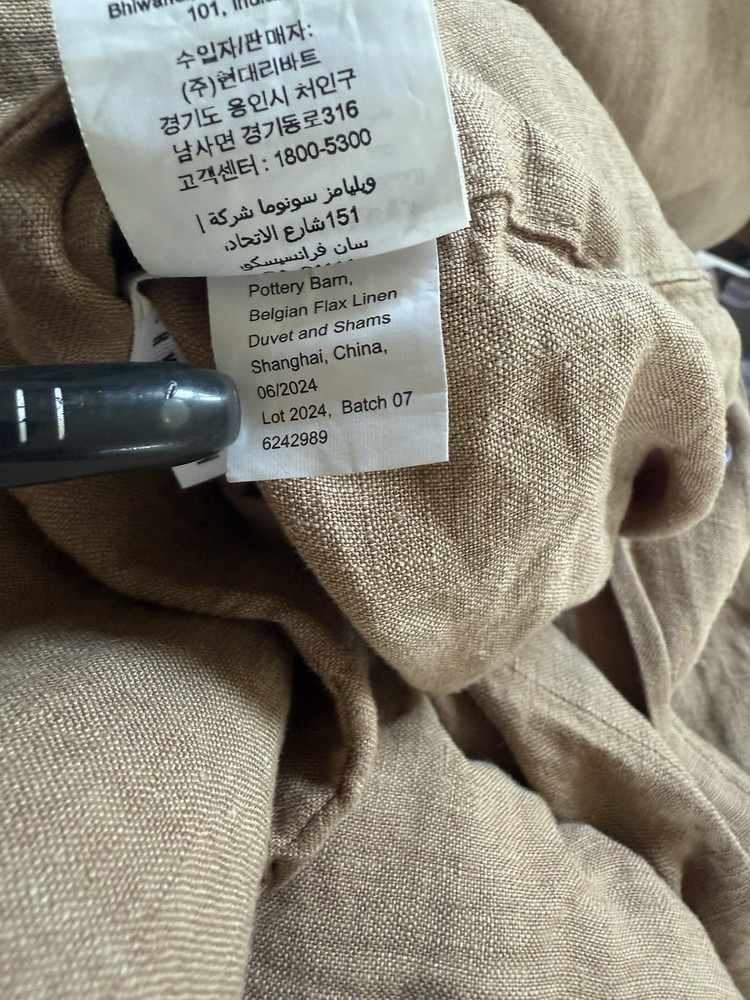 101,
수입자/판매자:
(주)현대리바트
경기도 용인시 처인구
남사면 경기동로316
고객센터 : 1800-5300
ويليامز سونوما شركة |
151شارع الاتحاد،
سان فرانسيسكو
Pottery Barn,
Belgian Flax Linen
Duvet and Shams
Shanghai, China,
06/2024
Lot 2024, Batch 07
6242989